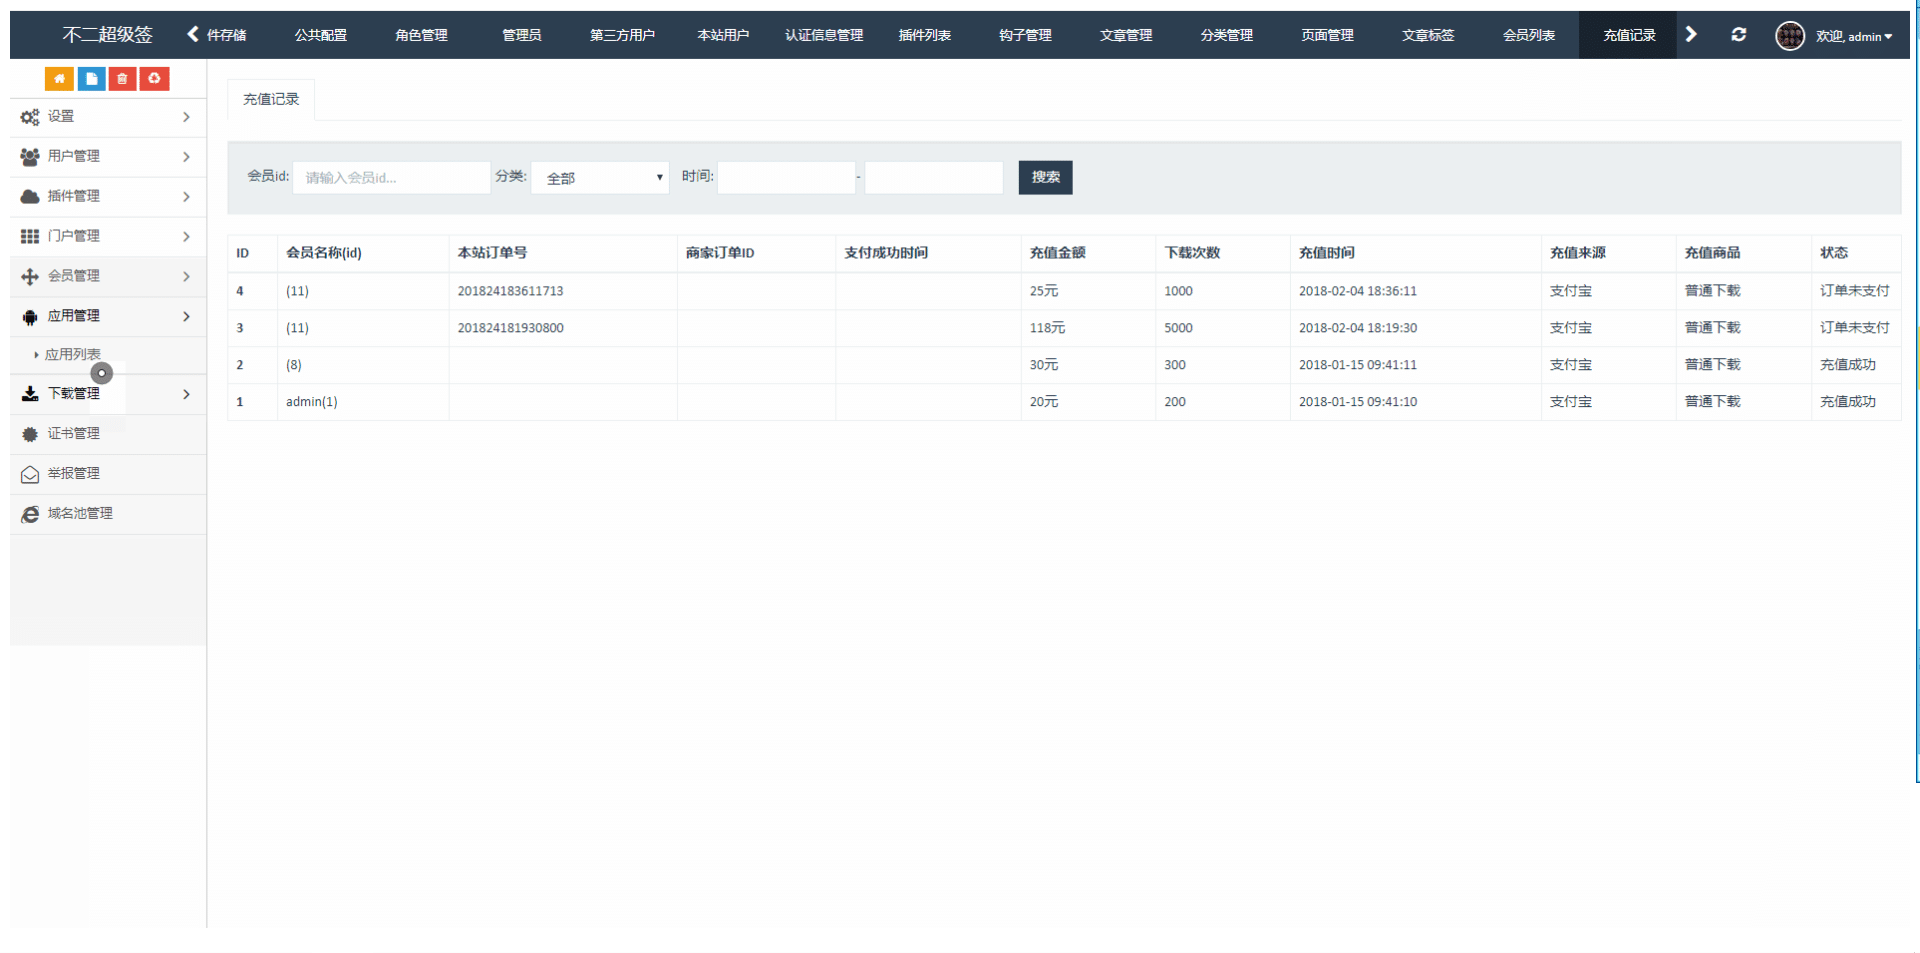 不二超级签 件存储 公共配置 角色管理 管理员 第三方用户 本站用户 认证信息管理 插件列表 钩子管理 文章管理 分类管理 页面管理 文章标签 会员列表 充值记录 欢迎, admin
设置
用户管理
插件管理
门户管理
会员管理
应用管理
应用列表
下载管理
证书管理
举报管理
域名池管理
充值记录
会员id: 请输入会员id... 分类: 全部 时间: - 搜索
ID 会员名称(id) 本站订单号 商家订单ID 支付成功时间 充值金额 下载次数 充值时间 充值来源 充值商品 状态
4 (11) 201824183611713 25元 1000 2018-02-04 18:36:11 支付宝 普通下载 订单未支付
3 (11) 201824181930800 118元 5000 2018-02-04 18:19:30 支付宝 普通下载 订单未支付
2 (8) 30元 300 2018-01-15 09:41:11 支付宝 普通下载 充值成功
1 admin(1) 20元 200 2018-01-15 09:41:10 支付宝 普通下载 充值成功